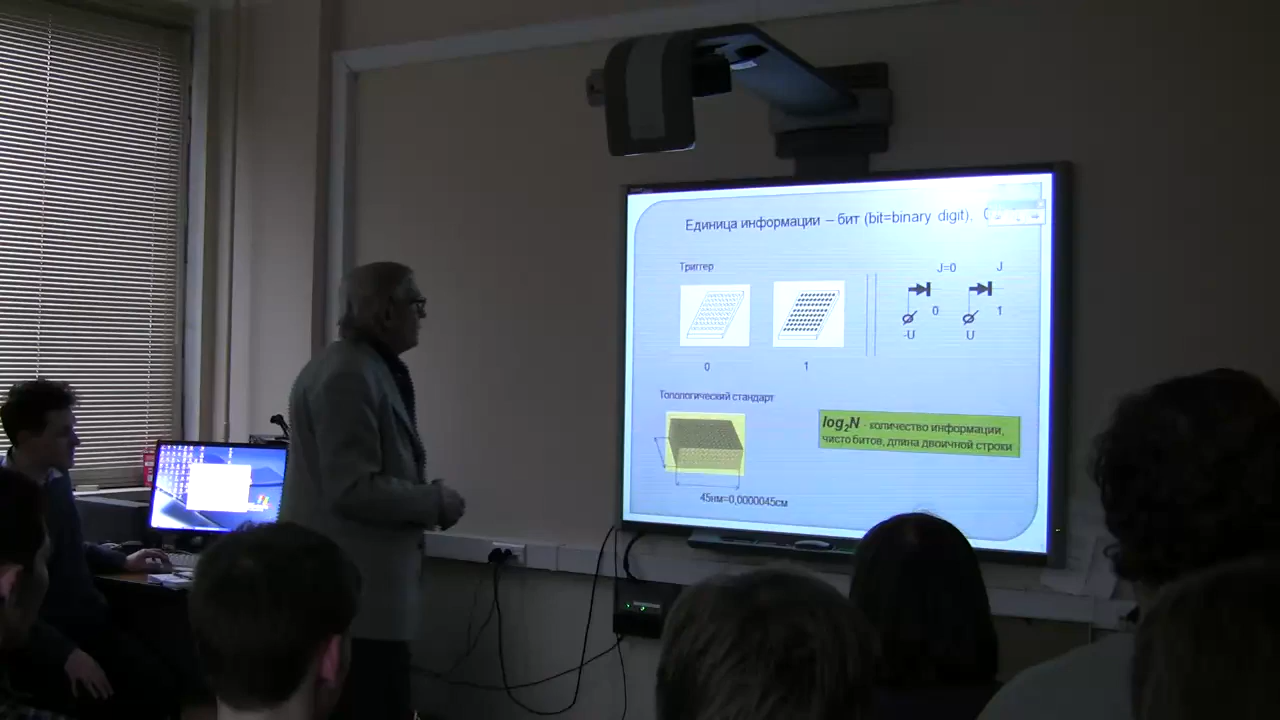 Единица информации – бит (bit=binary digit),
Триггер
J=0 J
0 1
-U U
0 1
Топологический стандарт
log2N - количество информации,
чисто битов, длина двоичной строки
45нм=0,0000045см